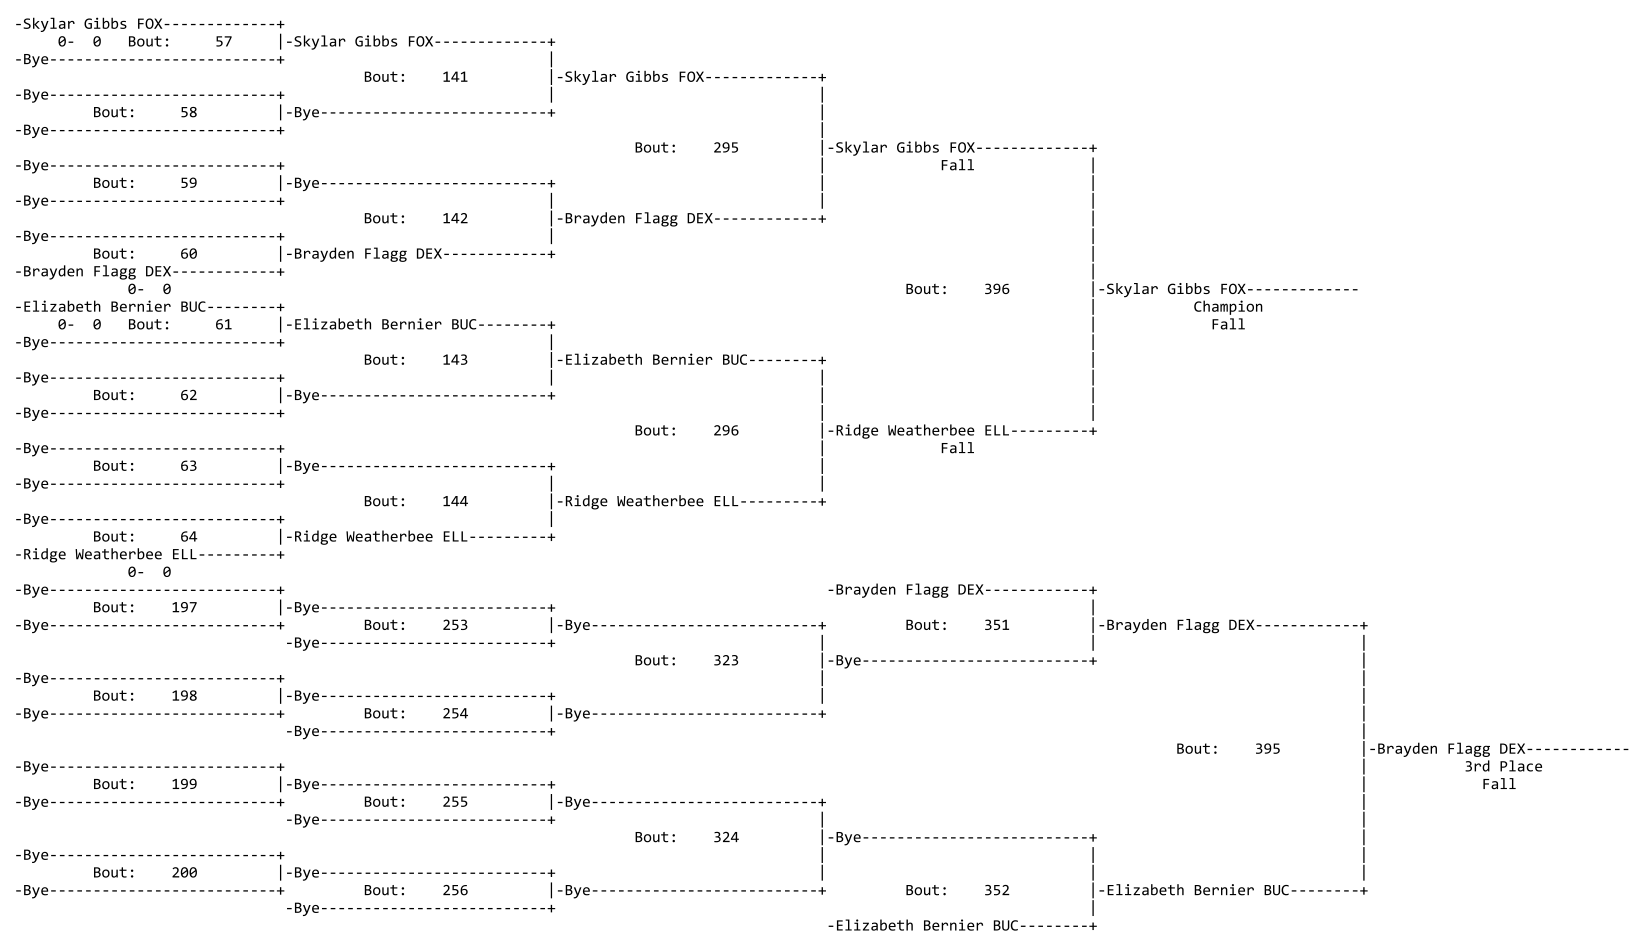 -Skylar Gibbs FOX-------------+
0- 0 Bout: 57 |-Skylar Gibbs FOX-------------+
-Bye--------------------------+ |
Bout: 141 |-Skylar Gibbs FOX-------------+
-Bye--------------------------+ | |
Bout: 58 |-Bye--------------------------+ |
-Bye--------------------------+ |
Bout: 295 |-Skylar Gibbs FOX-------------+
-Bye--------------------------+ | Fall |
Bout: 59 |-Bye--------------------------+ | |
-Bye--------------------------+ | | |
Bout: 142 |-Brayden Flagg DEX------------+ |
-Bye--------------------------+ | |
Bout: 60 |-Brayden Flagg DEX------------+ |
-Brayden Flagg DEX------------+ |
0- 0 Bout: 396 |-Skylar Gibbs FOX-------------
-Elizabeth Bernier BUC--------+ | Champion
0- 0 Bout: 61 |-Elizabeth Bernier BUC--------+ | Fall
-Bye--------------------------+ | |
Bout: 143 |-Elizabeth Bernier BUC--------+ |
-Bye--------------------------+ | | |
Bout: 62 |-Bye--------------------------+ | |
-Bye--------------------------+ | |
Bout: 296 |-Ridge Weatherbee ELL---------+
-Bye--------------------------+ | Fall
Bout: 63 |-Bye--------------------------+ |
-Bye--------------------------+ | |
Bout: 144 |-Ridge Weatherbee ELL---------+
-Bye--------------------------+ |
Bout: 64 |-Ridge Weatherbee ELL---------+
-Ridge Weatherbee ELL---------+
0- 0
-Bye--------------------------+ -Brayden Flagg DEX------------+
Bout: 197 |-Bye--------------------------+ |
-Bye--------------------------+ Bout: 253 |-Bye--------------------------+ Bout: 351 |-Brayden Flagg DEX------------+
-Bye--------------------------+ | | |
Bout: 323 |-Bye--------------------------+ |
-Bye--------------------------+ | |
Bout: 198 |-Bye--------------------------+ | |
-Bye--------------------------+ Bout: 254 |-Bye--------------------------+ |
-Bye--------------------------+ |
Bout: 395 |-Brayden Flagg DEX------------
-Bye--------------------------+ | 3rd Place
Bout: 199 |-Bye--------------------------+ | Fall
-Bye--------------------------+ Bout: 255 |-Bye--------------------------+ |
-Bye--------------------------+ | |
Bout: 324 |-Bye--------------------------+ |
-Bye--------------------------+ | | |
Bout: 200 |-Bye--------------------------+ | | |
-Bye--------------------------+ Bout: 256 |-Bye--------------------------+ Bout: 352 |-Elizabeth Bernier BUC--------+
-Bye--------------------------+ |
-Elizabeth Bernier BUC--------+